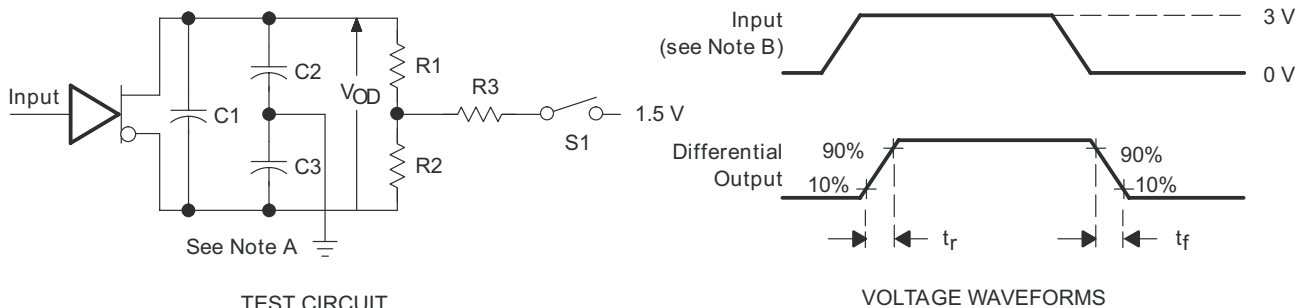 Input
C1
C2
C3
VOD
R1
R2
R3
S1
1.5 V
See Note A
TEST CIRCUIT
Input
(see Note B)
3 V
0 V
Differential
Output
90%
10%
90%
10%
tr
tf
VOLTAGE WAVEFORMS